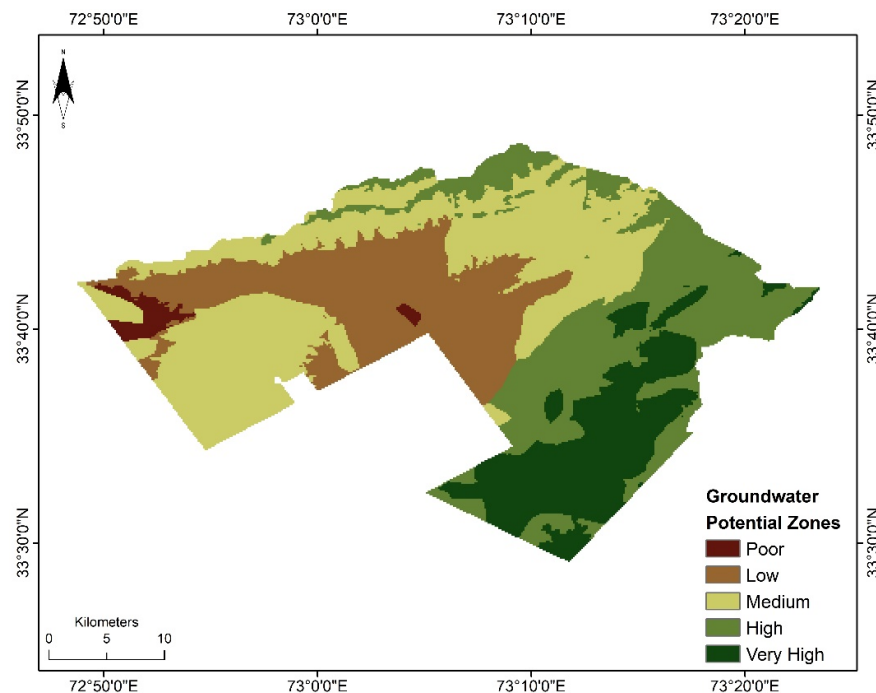 72°50'0"E 73°0'0"E 73°10'0"E 73°20'0"E
N
S
33°50'0"N 33°50'0"N
33°40'0"N 33°40'0"N
33°30'0"N 33°30'0"N
Groundwater
Potential Zones
Poor
Low
Medium
High
Very High
Kilometers
0 5 10
72°50'0"E 73°0'0"E 73°10'0"E 73°20'0"E